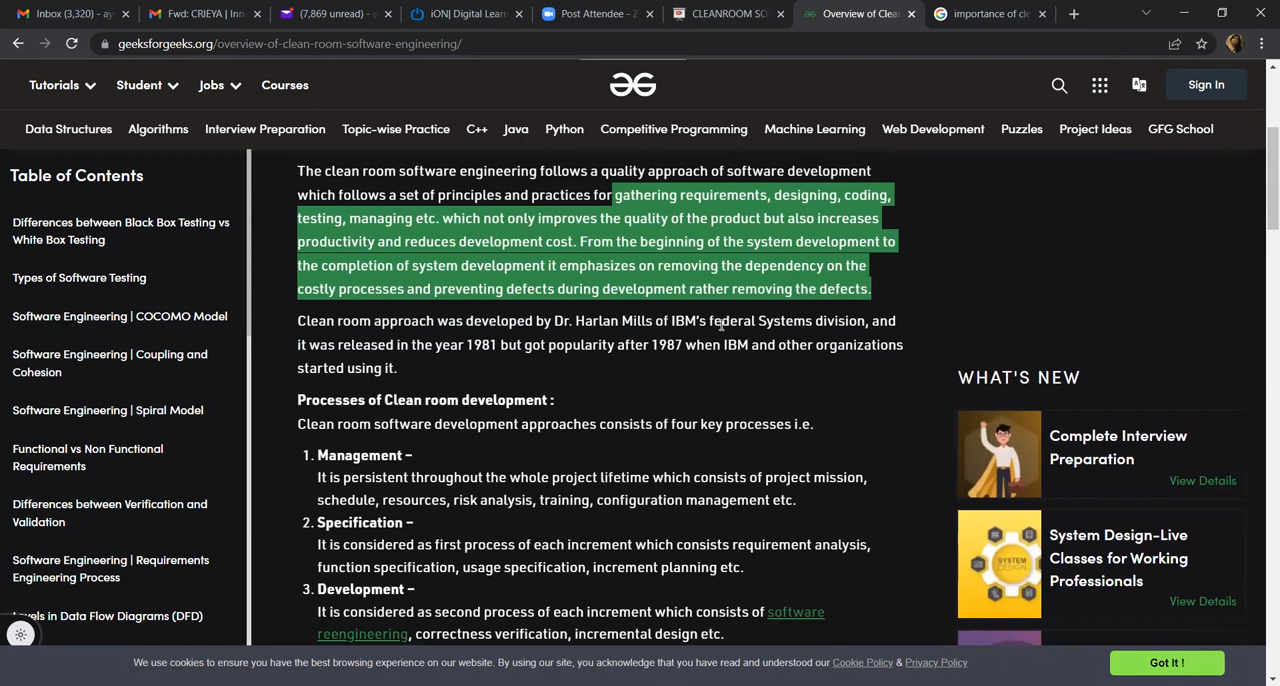 Inbox (3,320) - ay
Fwd: CRIEYA | Inn
(7,869 unread) - a
iON| Digital Lear
Post Attendee - Z
CLEANROOM SO
Overview of Clea
importance of cle
geeksforgeeks.org/overview-of-clean-room-software-engineering/
Tutorials
Student
Jobs
Courses
Sign In
Data Structures
Algorithms
Interview Preparation
Topic-wise Practice
C++
Java
Python
Competitive Programming
Machine Learning
Web Development
Puzzles
Project Ideas
GFG School
Table of Contents
Differences between Black Box Testing vs
White Box Testing
Types of Software Testing
Software Engineering | COCOMO Model
Software Engineering | Coupling and
Cohesion
Software Engineering | Spiral Model
Functional vs Non Functional
Requirements
Differences between Verification and
Validation
Software Engineering | Requirements
Engineering Process
Levels in Data Flow Diagrams (DFD)
The clean room software engineering follows a quality approach of software development
which follows a set of principles and practices for gathering requirements, designing, coding,
testing, managing etc. which not only improves the quality of the product but also increases
productivity and reduces development cost. From the beginning of the system development to
the completion of system development it emphasizes on removing the dependency on the
costly processes and preventing defects during development rather removing the defects.
Clean room approach was developed by Dr. Harlan Mills of IBM's federal Systems division, and
it was released in the year 1981 but got popularity after 1987 when IBM and other organizations
started using it.
Processes of Clean room development :
Clean room software development approaches consists of four key processes i.e.
1. Management –
It is persistent throughout the whole project lifetime which consists of project mission,
schedule, resources, risk analysis, training, configuration management etc.
2. Specification –
It is considered as first process of each increment which consists requirement analysis,
function specification, usage specification, increment planning etc.
3. Development –
It is considered as second process of each increment which consists of software
reengineering, correctness verification, incremental design etc.
WHAT'S NEW
Complete Interview
Preparation
View Details
SYSTEM
DESIGN
System Design-Live
Classes for Working
Professionals
View Details
We use cookies to ensure you have the best browsing experience on our website. By using our site, you acknowledge that you have read and understood our Cookie Policy & Privacy Policy
Got It !